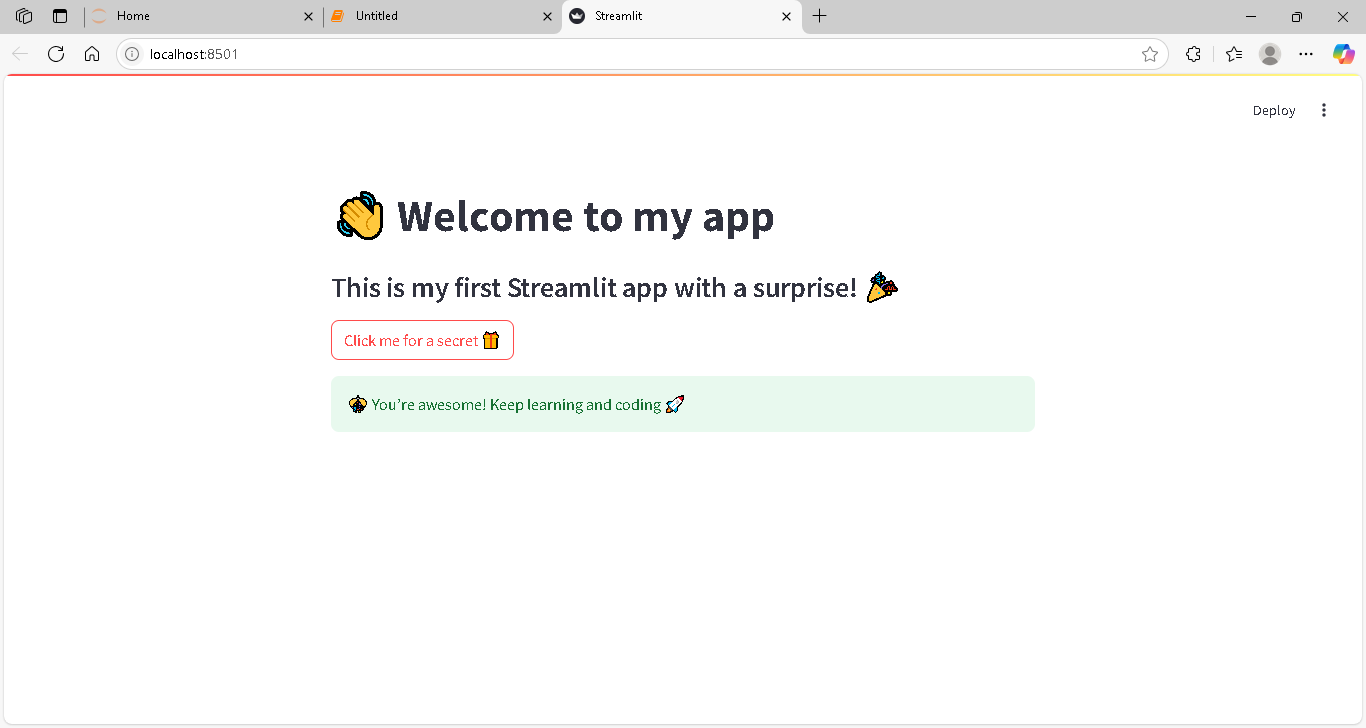 Home
Untitled
Streamlit
localhost:8501
Deploy
👋 Welcome to my app
This is my first Streamlit app with a surprise! 🎉
Click me for a secret 🎁
You're awesome! Keep learning and coding 🚀